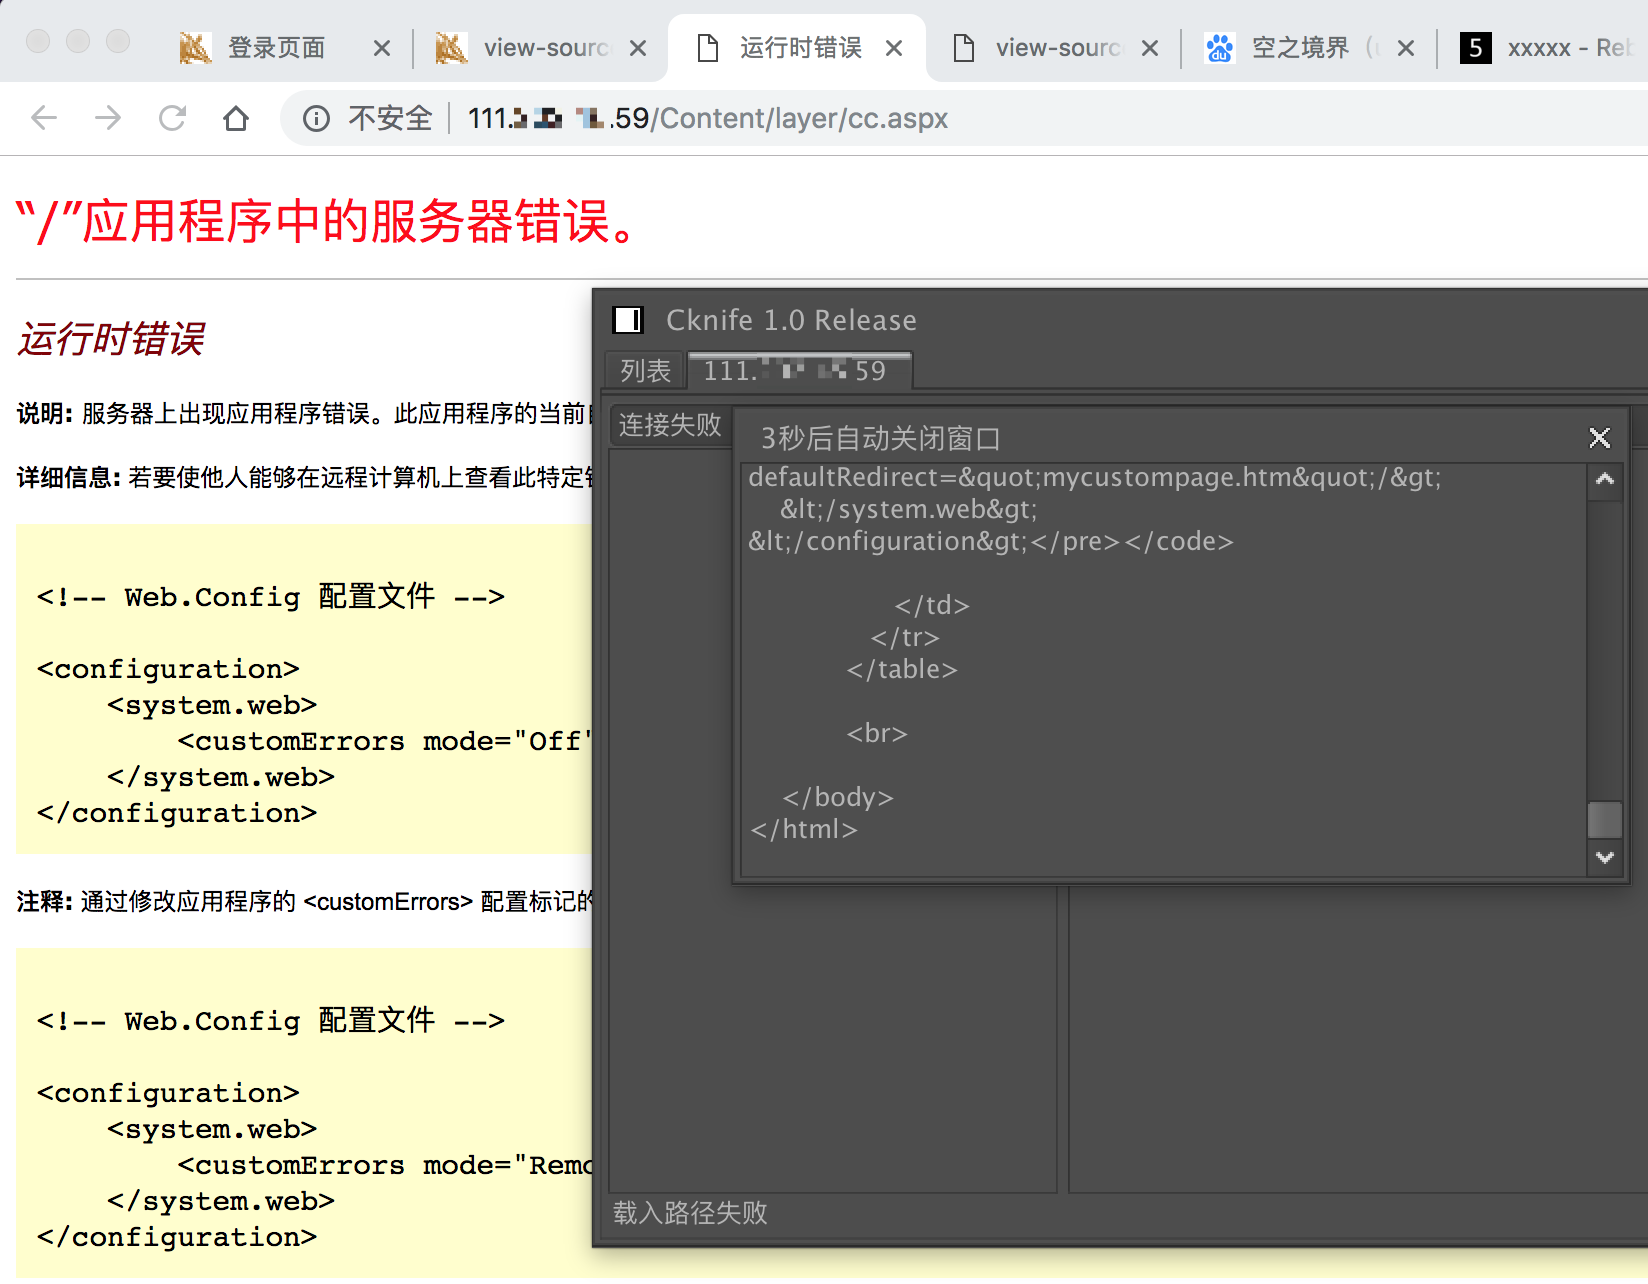 登录页面
view-sourc
运行时错误
view-sourc
空之境界
5 xxxxx - Reb
不安全
111. .59/Content/layer/cc.aspx
“/”应用程序中的服务器错误。
运行时错误
说明: 服务器上出现应用程序错误。此应用程序的当前
详细信息: 若要使他人能够在远程计算机上查看此特定
<!-- Web.Config 配置文件 -->
<configuration>
<system.web>
<customErrors mode="Off"
</system.web>
</configuration>
注释: 通过修改应用程序的 <customErrors> 配置标记的
<!-- Web.Config 配置文件 -->
<configuration>
<system.web>
<customErrors mode="Remo
</system.web>
</configuration>
Cknife 1.0 Release
列表
111. 59
连接失败
3秒后自动关闭窗口
defaultRedirect=&quot;mycustompage.htm&quot;/&gt;
&lt;/system.web&gt;
&lt;/configuration&gt;</pre></code>
</td>
</tr>
</table>
<br>
</body>
</html>
载入路径失败